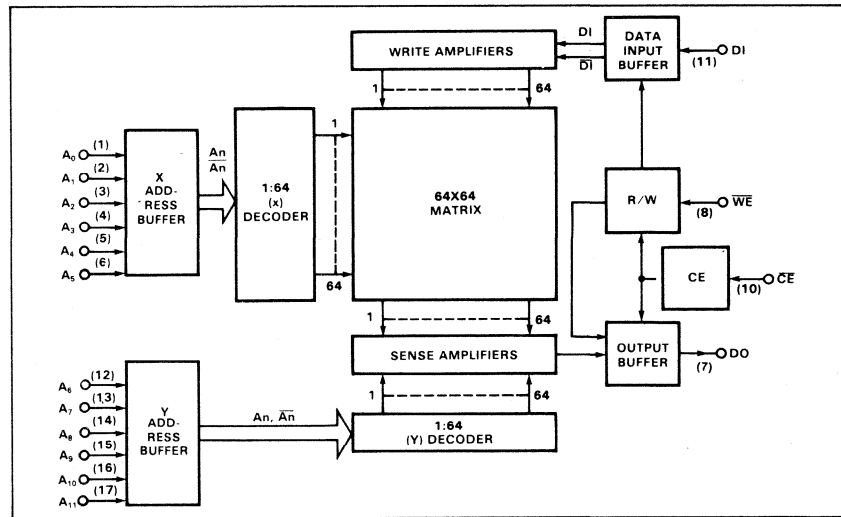 WRITE AMPLIFIERS
DI
DI
DATA
INPUT
BUFFER
(11)
DI
1
64
A0
(1)
A1
(2)
A2
(3)
A3
(4)
A4
(5)
A5
(6)
X
ADD-
RESS
BUFFER
An
An
1:64
(x)
DECODER
1
64
64X64
MATRIX
R/W
(8)
WE
CE
(10)
CE
1
64
SENSE AMPLIFIERS
OUTPUT
BUFFER
(7)
DO
1
64
1:64
(Y) DECODER
A6
(12)
A7
(1,3)
A8
(14)
A9
(15)
A10
(16)
A11
(17)
Y
ADD-
RESS
BUFFER
An, An